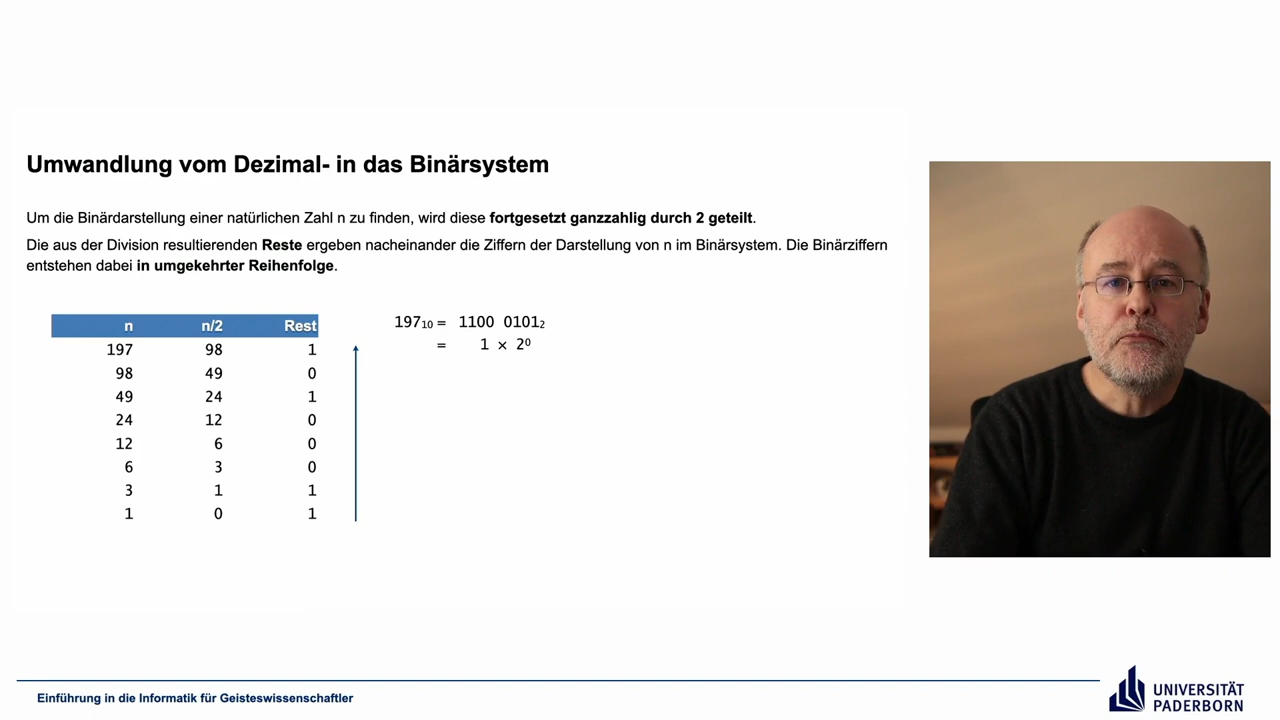 Umwandlung vom Dezimal- in das Binärsystem
Um die Binärdarstellung einer natürlichen Zahl n zu finden, wird diese fortgesetzt ganzzahlig durch 2 geteilt.
Die aus der Division resultierenden Reste ergeben nacheinander die Ziffern der Darstellung von n im Binärsystem. Die Binärziffern
entstehen dabei in umgekehrter Reihenfolge.
n n/2 Rest
197 98 1
98 49 0
49 24 1
24 12 0
12 6 0
6 3 0
3 1 1
1 0 1
197₁₀ = 1100 0101₂
= 1 × 2⁰
Einführung in die Informatik für Geisteswissenschaftler
UNIVERSITÄT
PADERBORN